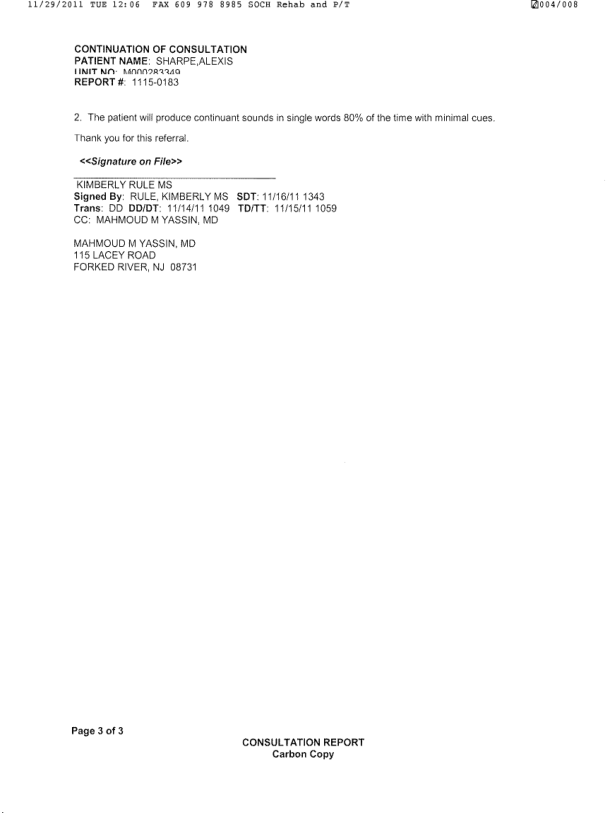 11/29/2011 TUE 12:06 FAX 609 978 8985 SOCH Rehab and P/T 004/008
CONTINUATION OF CONSULTATION
PATIENT NAME: SHARPE,ALEXIS
UNIT NO: M000283349
REPORT #: 1115-0183
2. The patient will produce continuant sounds in single words 80% of the time with minimal cues.
Thank you for this referral.
<<Signature on File>>
KIMBERLY RULE MS
Signed By: RULE, KIMBERLY MS SDT: 11/16/11 1343
Trans: DD DD/DT: 11/14/11 1049 TD/TT: 11/15/11 1059
CC: MAHMOUD M YASSIN, MD
MAHMOUD M YASSIN, MD
115 LACEY ROAD
FORKED RIVER, NJ 08731
Page 3 of 3
CONSULTATION REPORT
Carbon Copy